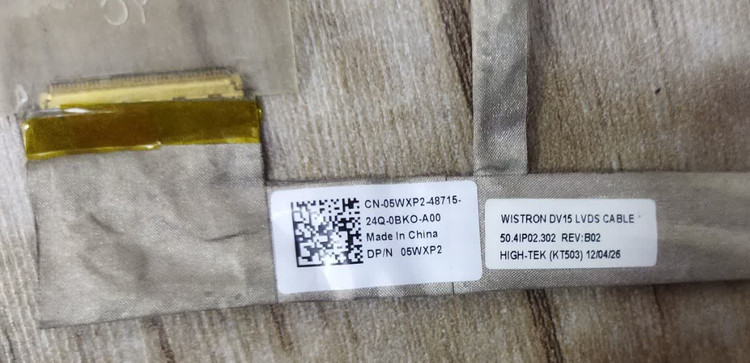 CN-05WXP2-48715-
24Q-0BKO-A00
Made In China
DP/N 05WXP2
WISTRON DV15 LVDS CABLE
50.4IP02.302 REV:B02
HIGH-TEK (KT503) 12/04/26